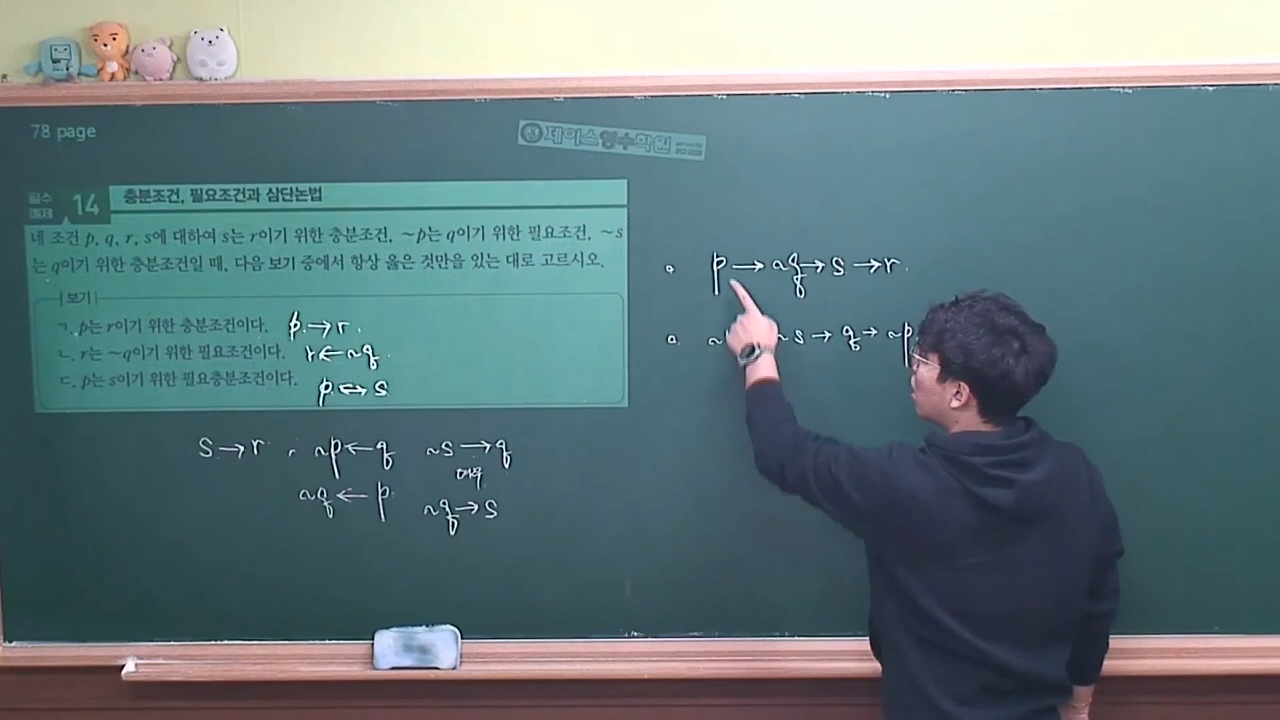 78 page
제이스영수학원
필수
예제 14 충분조건, 필요조건과 삼단논법
네 조건 p, q, r, s에 대하여 s는 r이기 위한 충분조건, ~p는 q이기 위한 필요조건, ~s
는 q이기 위한 충분조건일 때, 다음 보기 중에서 항상 옳은 것만을 있는 대로 고르시오.
보기
ㄱ. p는 r이기 위한 충분조건이다. p→r.
ㄴ. r는 ~q이기 위한 필요조건이다. r←~q.
ㄷ. p는 s이기 위한 필요충분조건이다. p↔s
s→r. ~p←q ~s→q
대우
~q←p. ~q→s
p→~q→s→r.
~s→q→~p